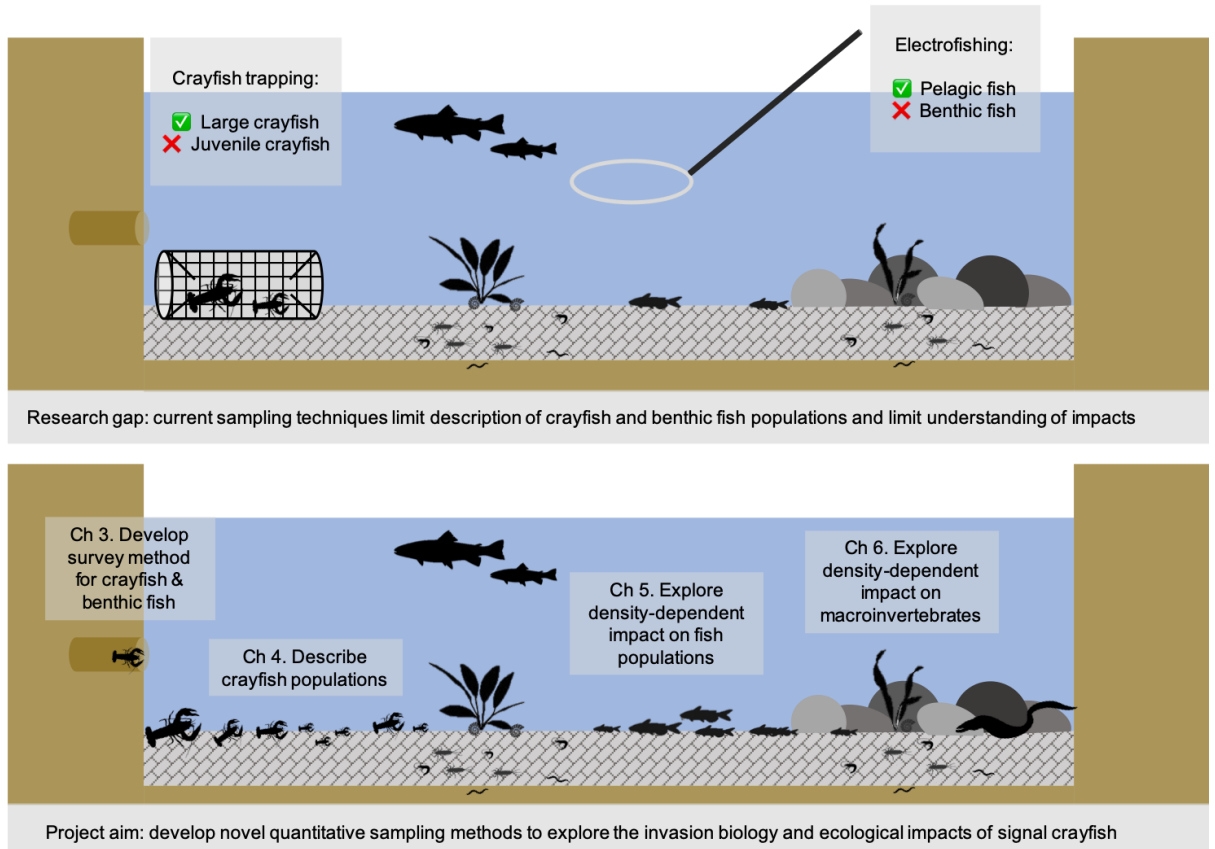 Crayfish trapping:
✅ Large crayfish
❌ Juvenile crayfish
Electrofishing:
✅ Pelagic fish
❌ Benthic fish
Research gap: current sampling techniques limit description of crayfish and benthic fish populations and limit understanding of impacts
Ch 3. Develop
survey method
for crayfish &
benthic fish
Ch 4. Describe
crayfish populations
Ch 5. Explore
density-dependent
impact on fish
populations
Ch 6. Explore
density-dependent
impact on
macroinvertebrates
Project aim: develop novel quantitative sampling methods to explore the invasion biology and ecological impacts of signal crayfish